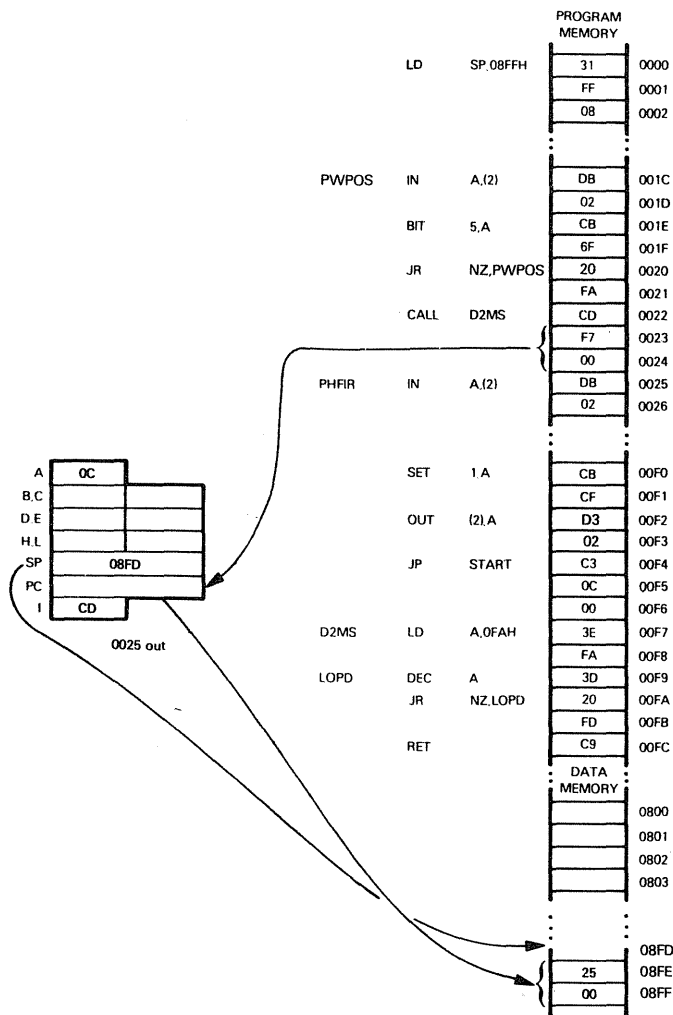 PROGRAM
MEMORY
LD SP,08FFH 31 0000
FF 0001
08 0002
PWPOS IN A,(2) DB 001C
02 001D
BIT 5,A CB 001E
6F 001F
JR NZ,PWPOS 20 0020
FA 0021
CALL D2MS CD 0022
F7 0023
00 0024
PHFIR IN A,(2) DB 0025
02 0026
A 0C
B,C
D,E
H,L
SP 08FD
PC
I CD
0025 out
SET 1,A CB 00F0
CF 00F1
OUT (2),A D3 00F2
02 00F3
JP START C3 00F4
0C 00F5
00 00F6
D2MS LD A,0FAH 3E 00F7
FA 00F8
LOPD DEC A 3D 00F9
JR NZ,LOPD 20 00FA
FD 00FB
RET C9 00FC
DATA
MEMORY
0800
0801
0802
0803
08FD
25 08FE
00 08FF